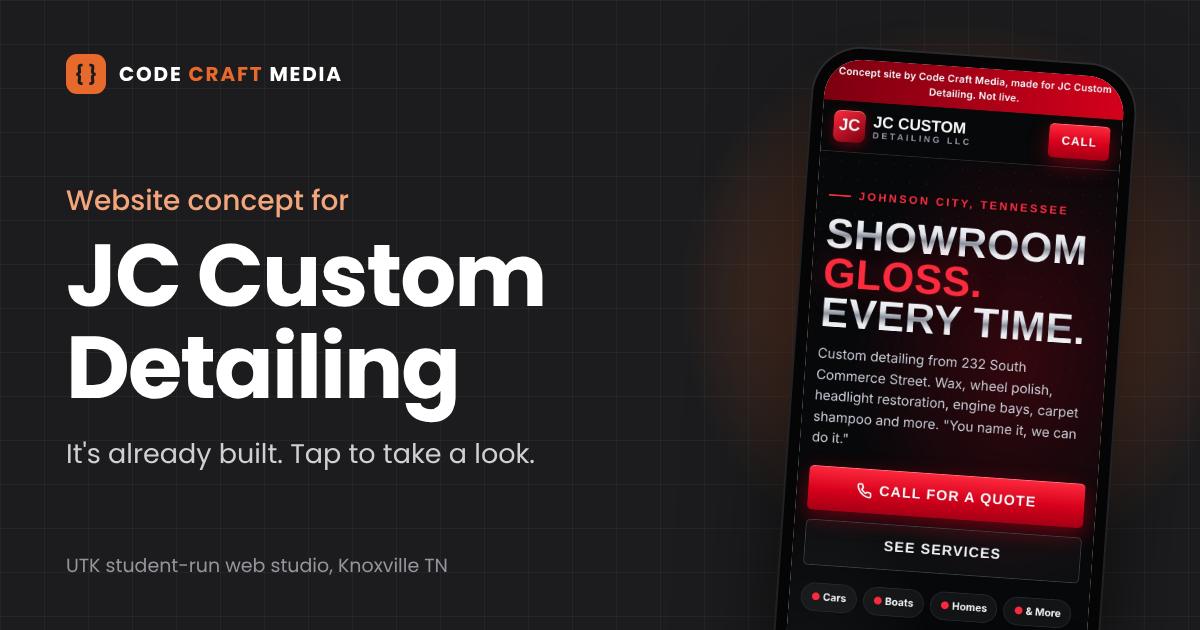 { } CODE CRAFT MEDIA
Website concept for
JC Custom
Detailing
It's already built. Tap to take a look.
UTK student-run web studio, Knoxville TN
Concept site by Code Craft Media, made for JC Custom
Detailing. Not live.
JC JC CUSTOM
DETAILING LLC
CALL
JOHNSON CITY, TENNESSEE
SHOWROOM
GLOSS.
EVERY TIME.
Custom detailing from 232 South
Commerce Street. Wax, wheel polish,
headlight restoration, engine bays, carpet
shampoo and more. "You name it, we can
do it."
CALL FOR A QUOTE
SEE SERVICES
Cars
Boats
Homes
& More